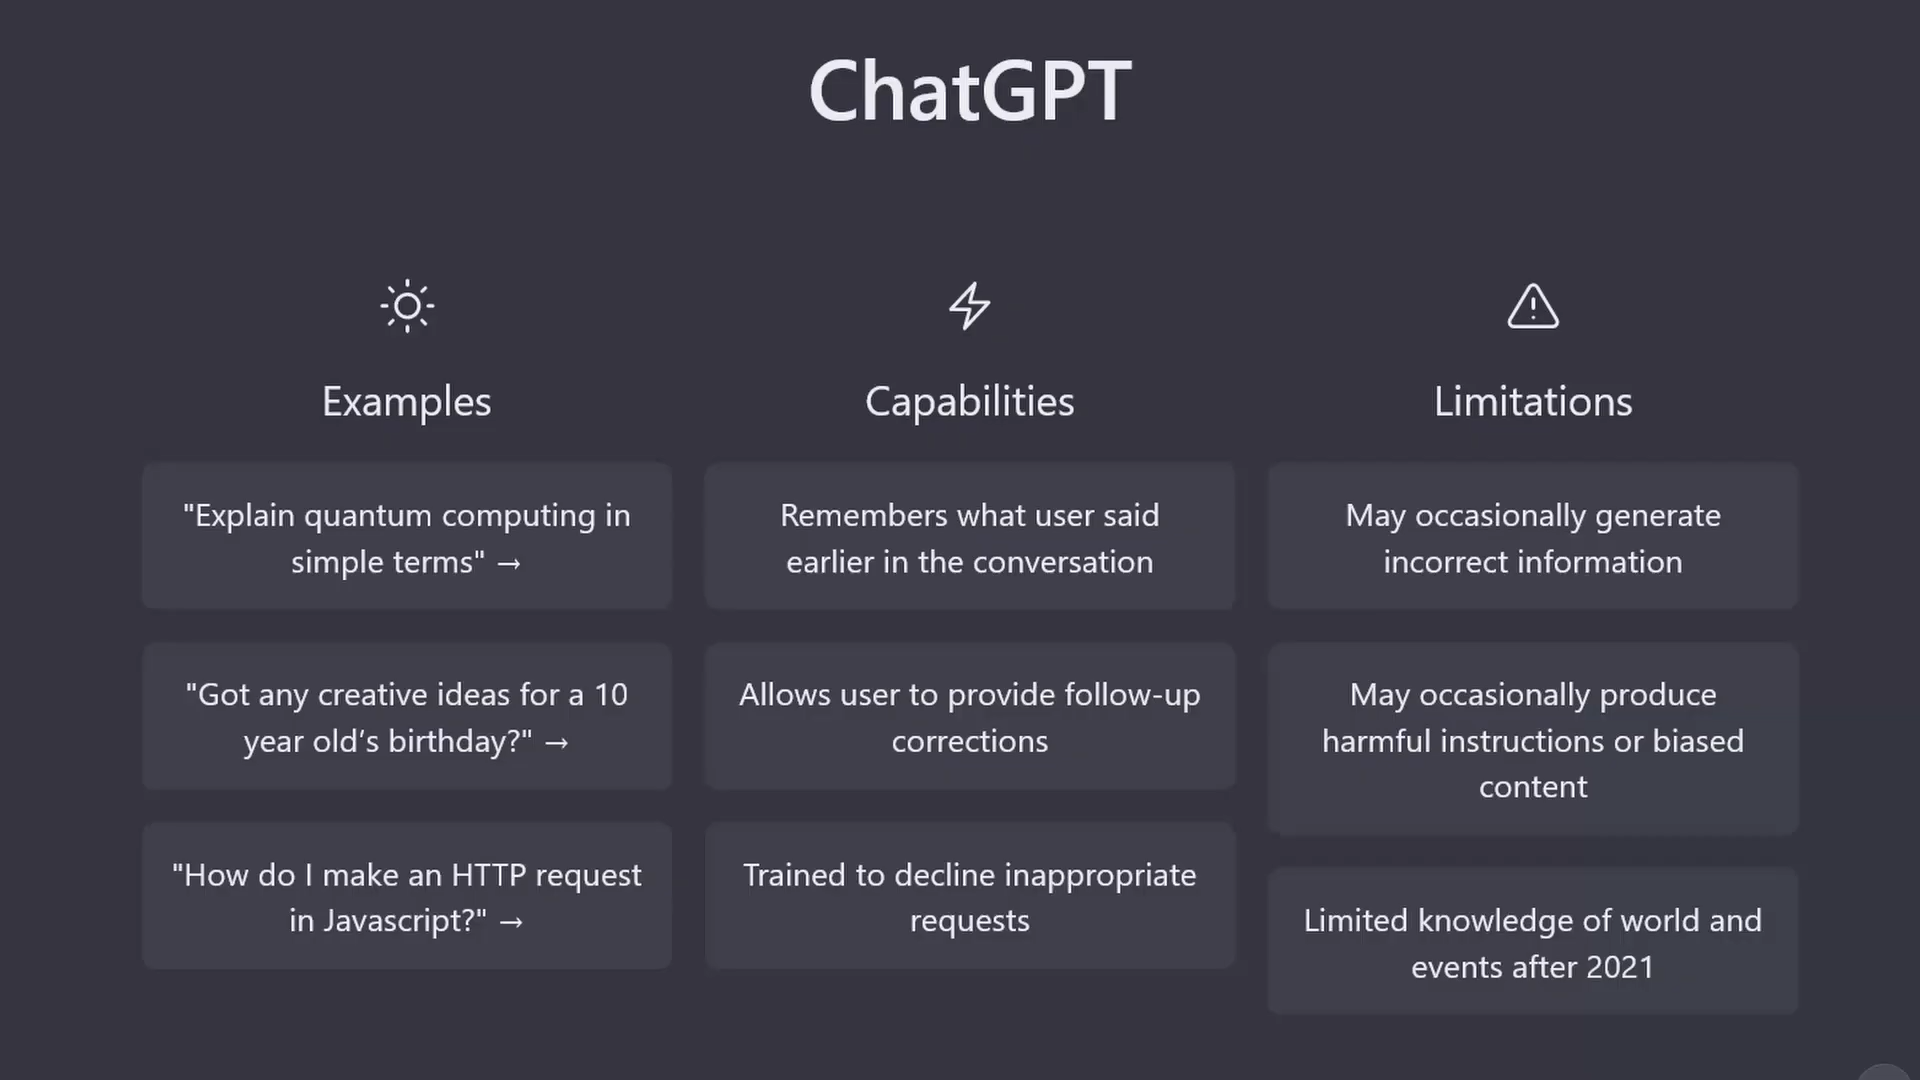 ChatGPT
Examples
"Explain quantum computing in
simple terms" →
"Got any creative ideas for a 10
year old’s birthday?" →
"How do I make an HTTP request
in Javascript?" →
Capabilities
Remembers what user said
earlier in the conversation
Allows user to provide follow-up
corrections
Trained to decline inappropriate
requests
Limitations
May occasionally generate
incorrect information
May occasionally produce
harmful instructions or biased
content
Limited knowledge of world and
events after 2021